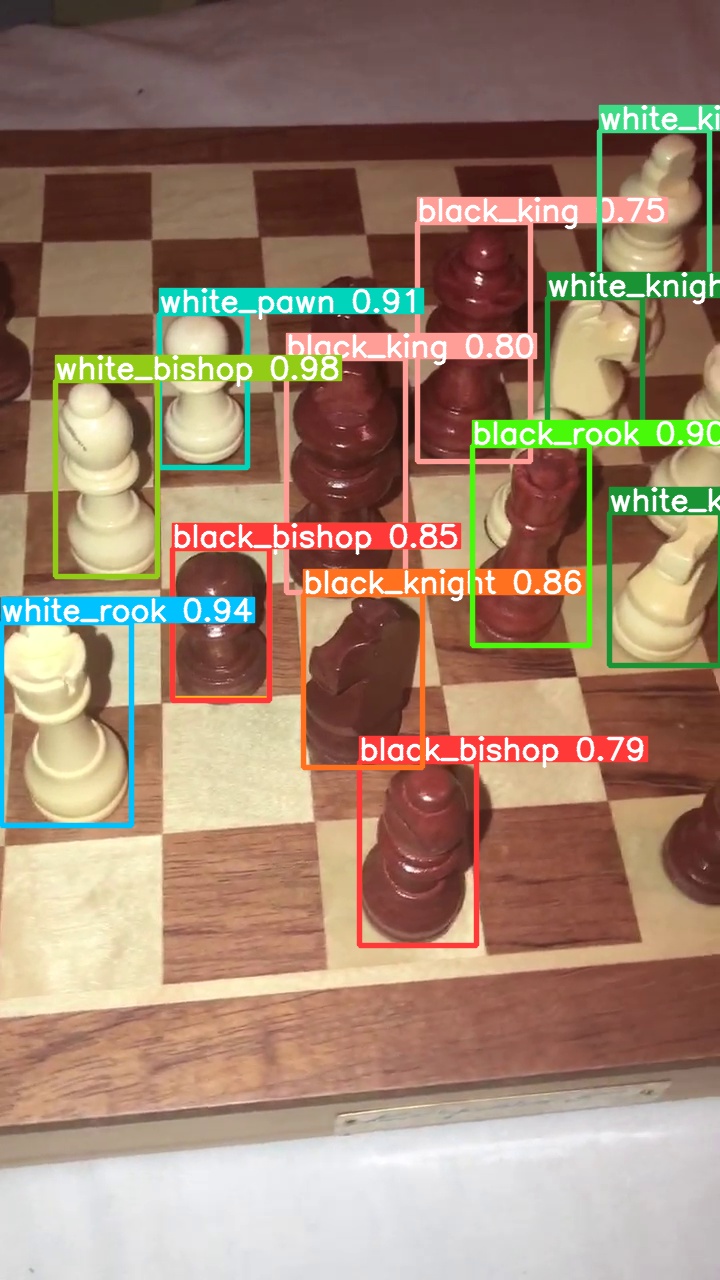 white_ki
black_king 0.75
white_knigh
white_pawn 0.91
black_king 0.80
white_bishop 0.98
black_rook 0.90
white_k
black_bishop 0.85
black_knight 0.86
white_rook 0.94
black_bishop 0.79